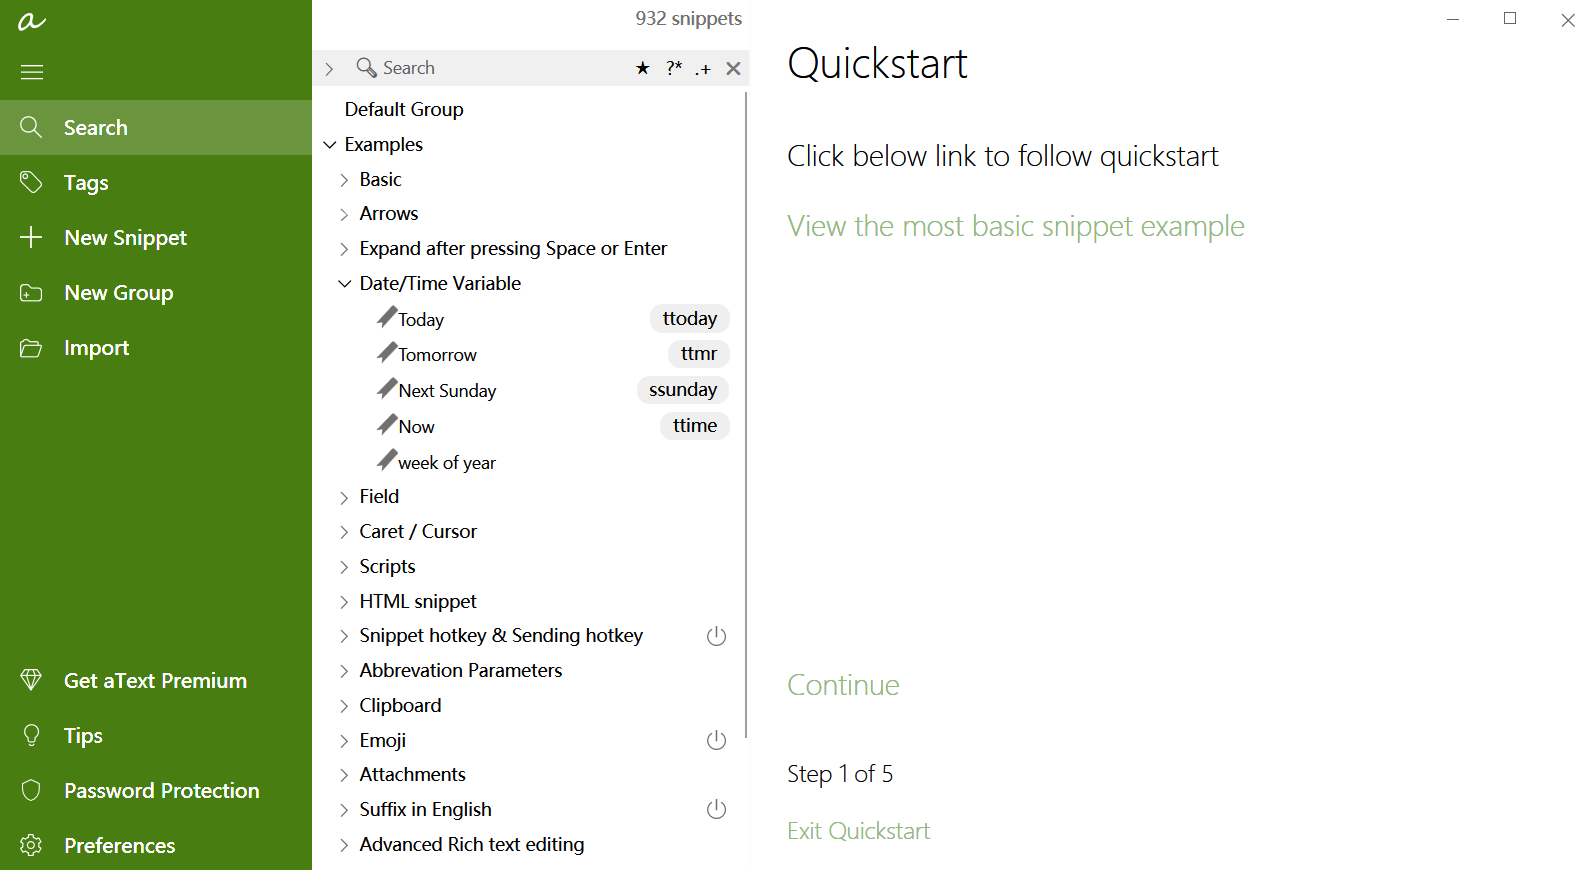 a
Search
Tags
New Snippet
New Group
Import
Get aText Premium
Tips
Password Protection
Preferences
932 snippets
Search ★ ?* .+
Default Group
Examples
Basic
Arrows
Expand after pressing Space or Enter
Date/Time Variable
Today ttoday
Tomorrow ttmr
Next Sunday ssunday
Now ttime
week of year
Field
Caret / Cursor
Scripts
HTML snippet
Snippet hotkey & Sending hotkey
Abbrevation Parameters
Clipboard
Emoji
Attachments
Suffix in English
Advanced Rich text editing
Quickstart
Click below link to follow quickstart
View the most basic snippet example
Continue
Step 1 of 5
Exit Quickstart